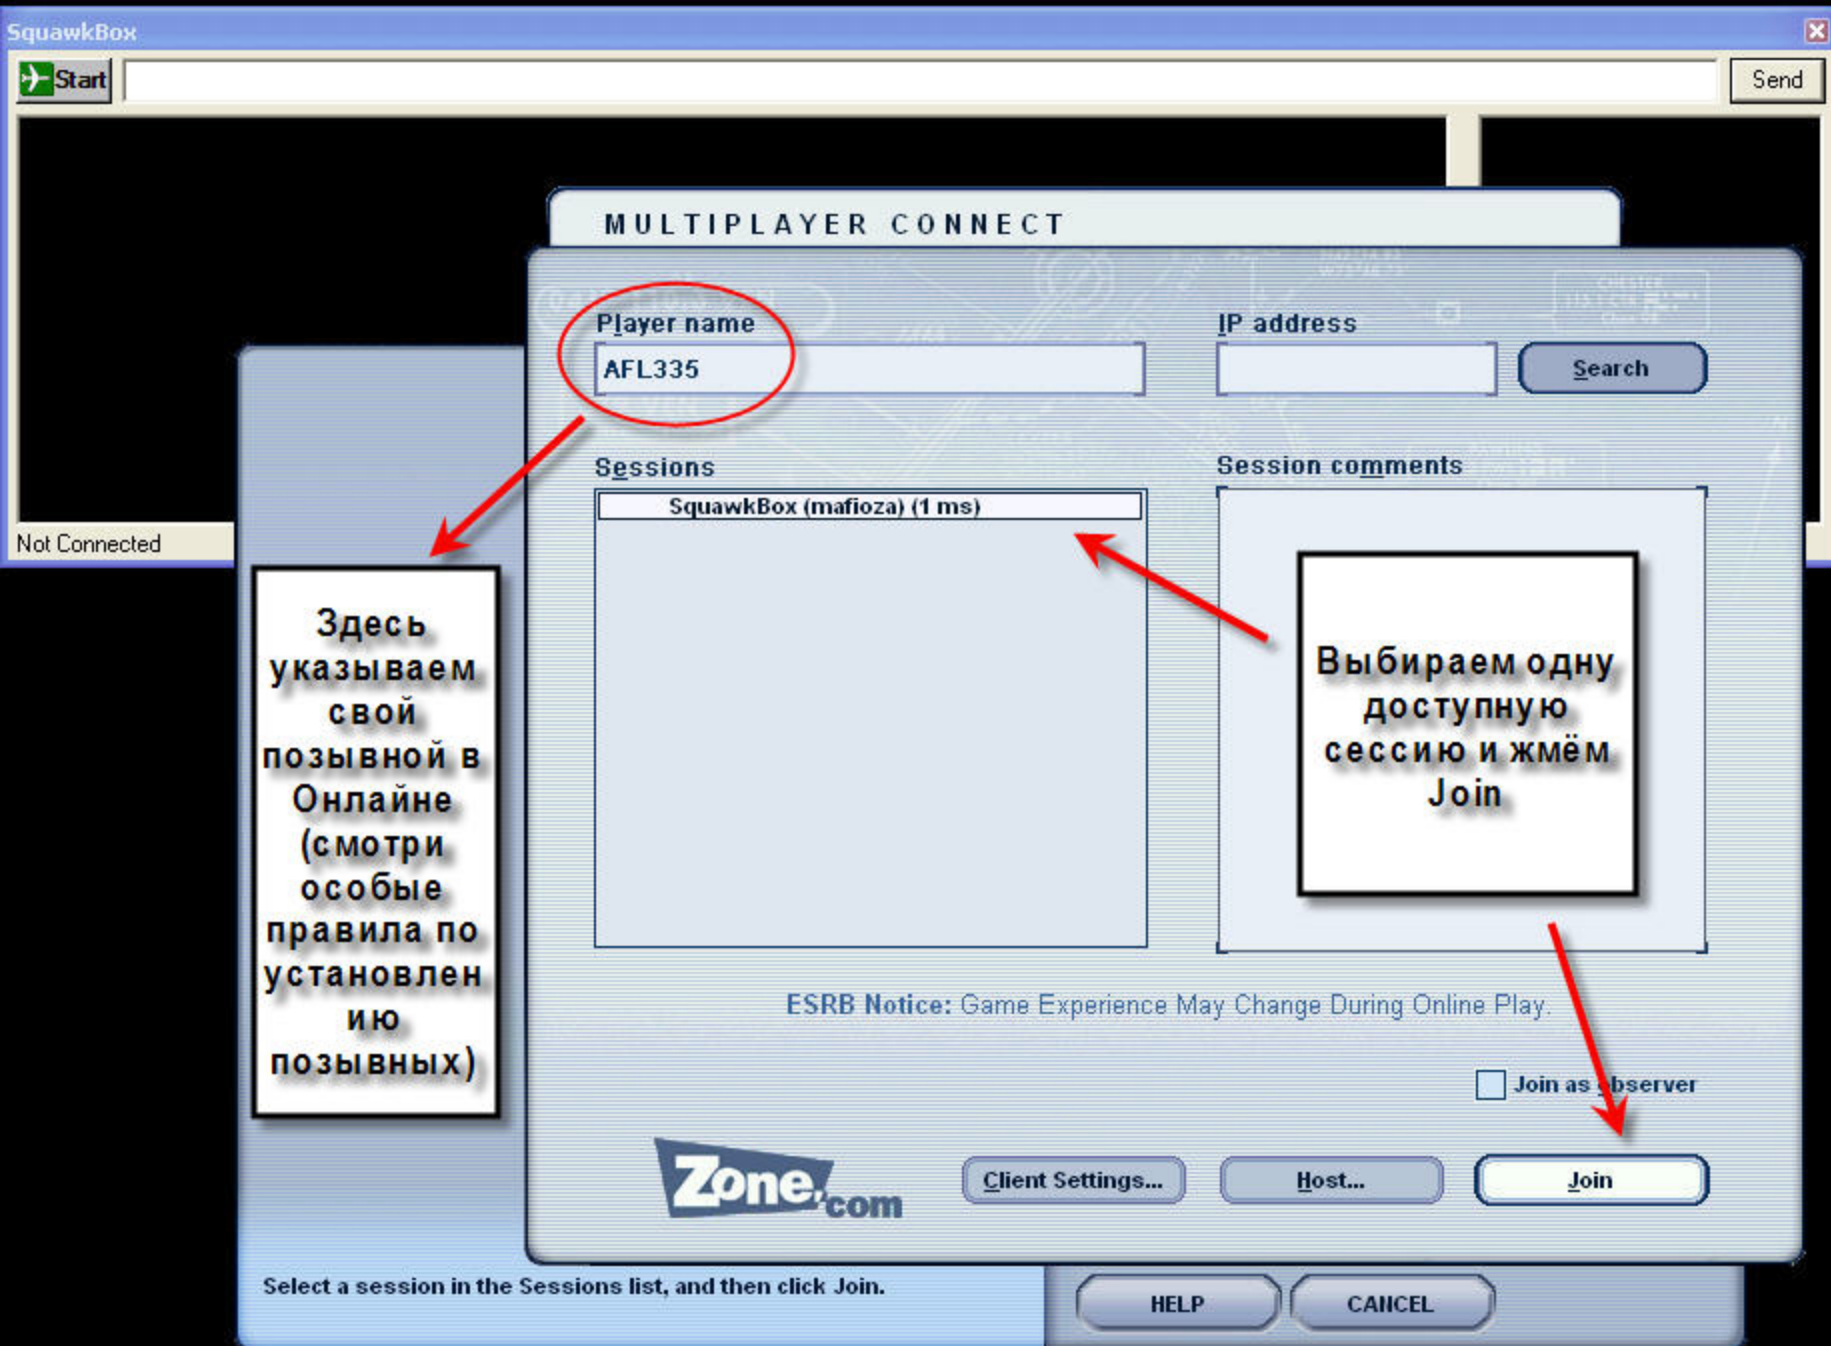 SquawkBox
Start
Send
MULTIPLAYER CONNECT
Player name
IP address
AFL335
Search
Sessions
Session comments
SquawkBox (mafioza) (1 ms)
Not Connected
Здесь
указываем
свой
позывной в
Онлайне
(смотри
особые
правила по
установлен
ию
позывных)
Выбираем одну
доступную
сессию и жмём
Join
ESRB Notice: Game Experience May Change During Online Play.
Join as observer
Zone.com
Client Settings...
Host...
Join
Select a session in the Sessions list, and then click Join.
HELP
CANCEL